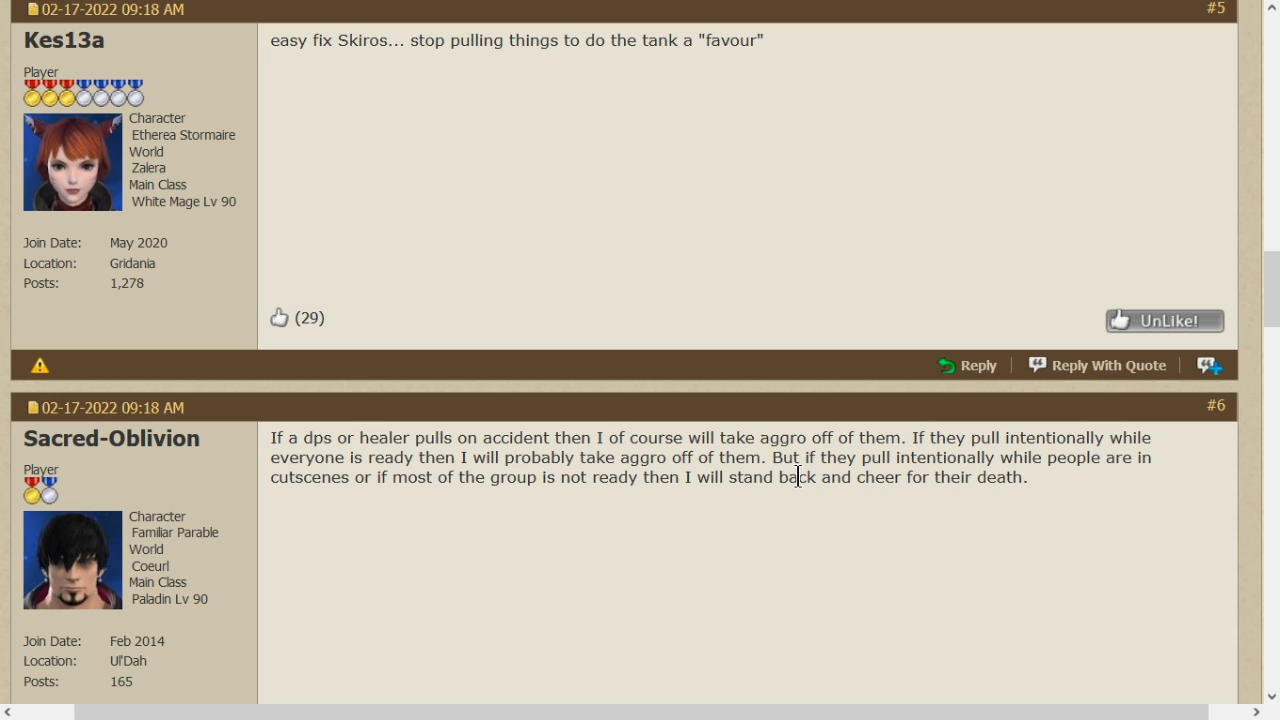 02-17-2022 09:18 AM
#5
Kes13a
Player
Character
Etherea Stormaire
World
Zalera
Main Class
White Mage Lv 90
Join Date: May 2020
Location: Gridania
Posts: 1,278
easy fix Skiros... stop pulling things to do the tank a "favour"
(29)
UnLike!
Reply
Reply With Quote
02-17-2022 09:18 AM
#6
Sacred-Oblivion
Player
Character
Familiar Parable
World
Coeurl
Main Class
Paladin Lv 90
Join Date: Feb 2014
Location: Ul'Dah
Posts: 165
If a dps or healer pulls on accident then I of course will take aggro off of them. If they pull intentionally while
everyone is ready then I will probably take aggro off of them. But if they pull intentionally while people are in
cutscenes or if most of the group is not ready then I will stand back and cheer for their death.